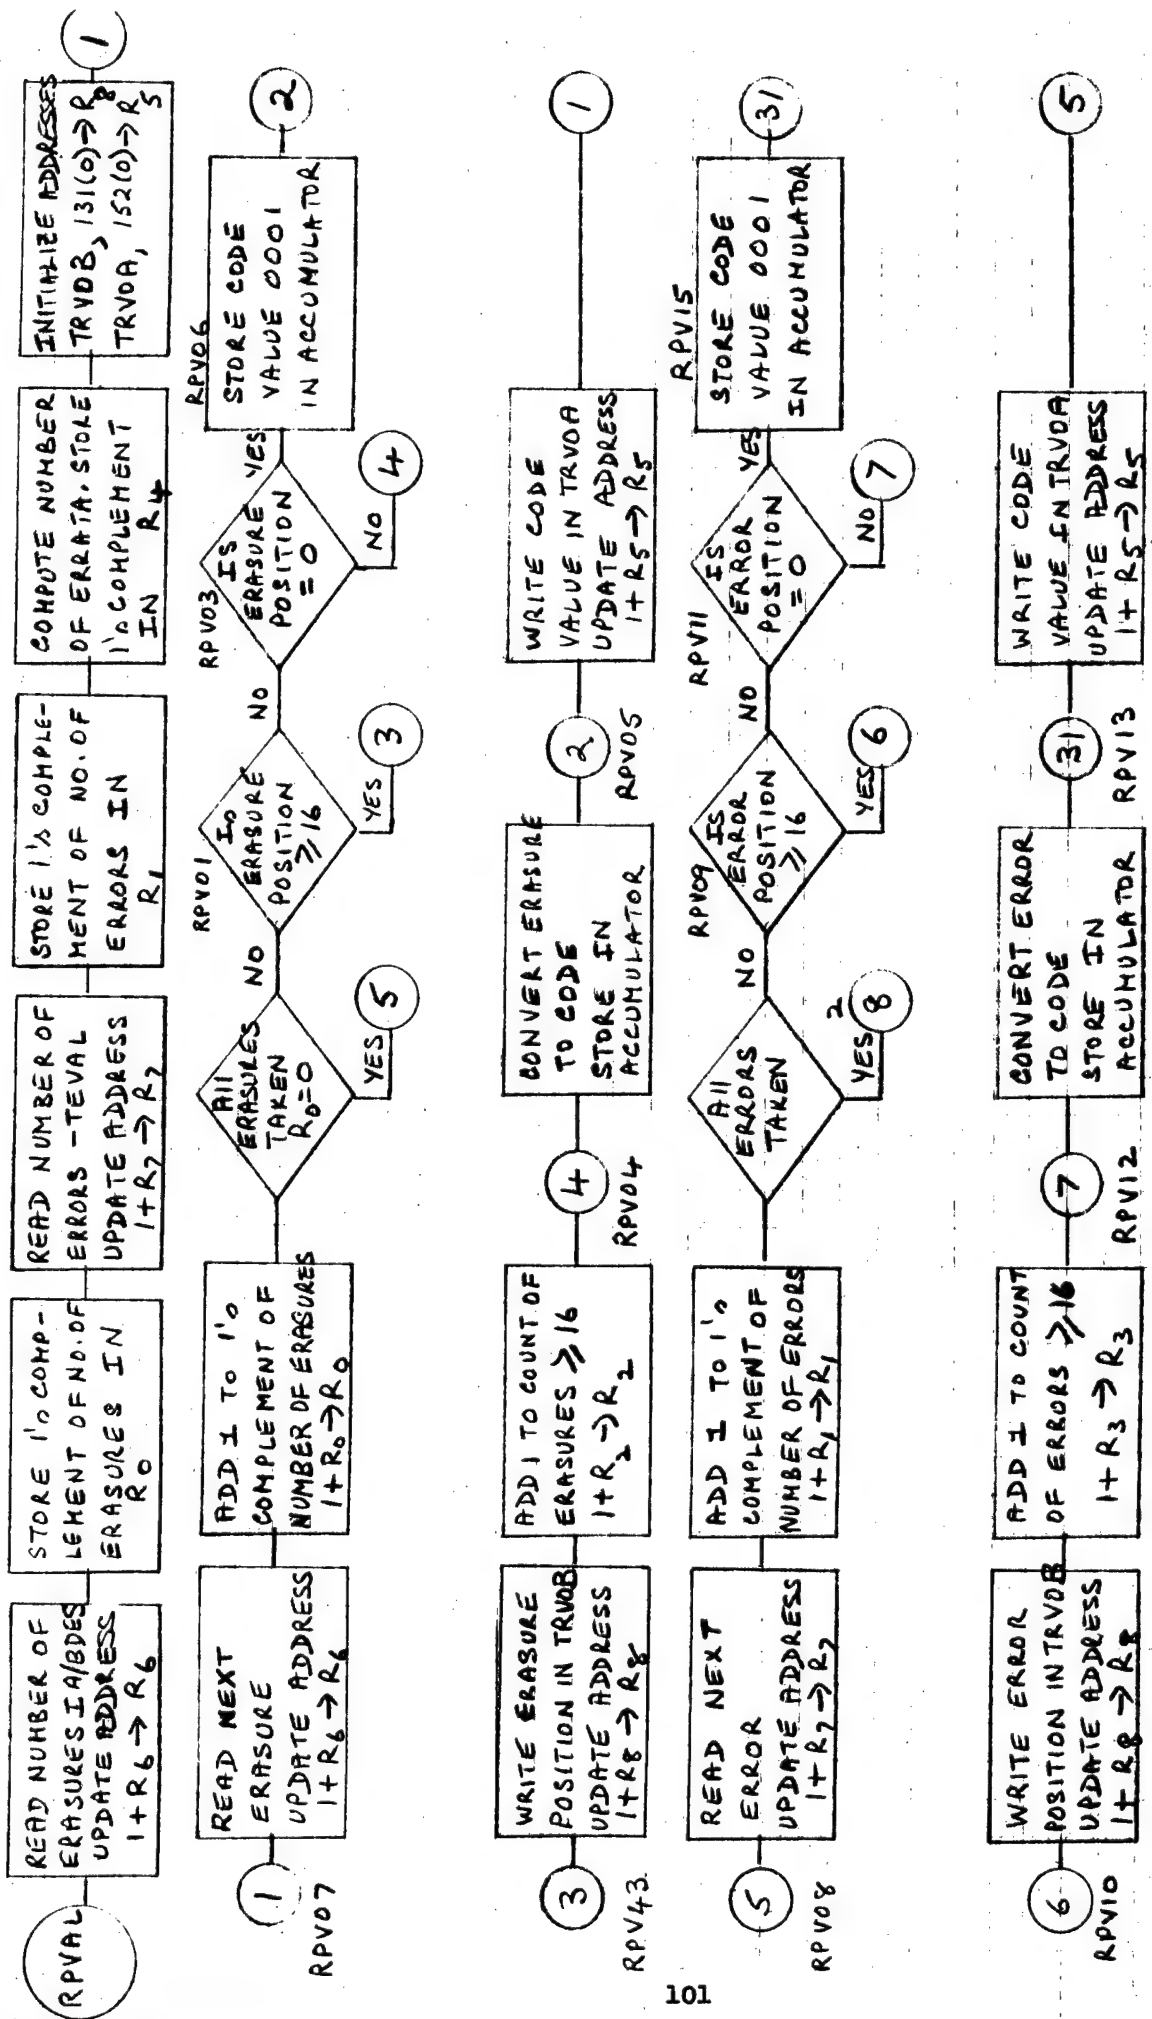 RPVAL
READ NUMBER OF
ERASURES IA/BDES
UPDATE ADDRESS
1+R6→R6
STORE 1's COMP-
LEMENT OF NO. OF
ERASURES IN
R0
READ NUMBER OF
ERRORS - TEVAL
UPDATE ADDRESS
1+R7→R7
STORE 1's COMPLE-
MENT OF NO. OF
ERRORS IN
R1
COMPUTE NUMBER
OF ERRATA. STORE
1's COMPLEMENT
IN R4
INITIALIZE ADDRESSES
TRVOB, 131(0)→R8
TRVOA, 152(0)→R5
1
1
RPV07
READ NEXT
ERASURE
UPDATE ADDRESS
1+R6→R6
ADD 1 TO 1's
COMPLEMENT OF
NUMBER OF ERASURES
1+R0→R0
All
ERASURES
TAKEN
R0=0
YES
5
NO
RPV01
Is
ERASURE
POSITION
≥16
YES
3
NO
RPV03
IS
ERASURE
POSITION
=0
NO
4
YES
RPV06
STORE CODE
VALUE 0001
IN ACCUMULATOR
2
3
RPV43
WRITE ERASURE
POSITION IN TRVOB
UPDATE ADDRESS
1+R8→R8
ADD 1 TO COUNT OF
ERASURES ≥16
1+R2→R2
4
RPV04
CONVERT ERASURE
TO CODE
STORE IN
ACCUMULATOR
2
RPV05
WRITE CODE
VALUE IN TRVOA
UPDATE ADDRESS
1+R5→R5
1
5
RPV08
READ NEXT
ERROR
UPDATE ADDRESS
1+R7→R7
ADD 1 TO 1's
COMPLEMENT OF
NUMBER OF ERRORS
1+R1→R1
All
ERRORS
TAKEN
YES
2
8
NO
RPV09
IS
ERROR
POSITION
≥16
YES
6
NO
RPV11
IS
ERROR
POSITION
=0
NO
7
YES
RPV15
STORE CODE
VALUE 0001
IN ACCUMULATOR
31
6
RPV10
WRITE ERROR
POSITION IN TRVOB
UPDATE ADDRESS
1+R8→R8
ADD 1 TO COUNT
OF ERRORS ≥16
1+R3→R3
7
RPV12
CONVERT ERROR
TO CODE
STORE IN
ACCUMULATOR
31
RPV13
WRITE CODE
VALUE IN TRVOA
UPDATE ADDRESS
1+R5→R5
5
101